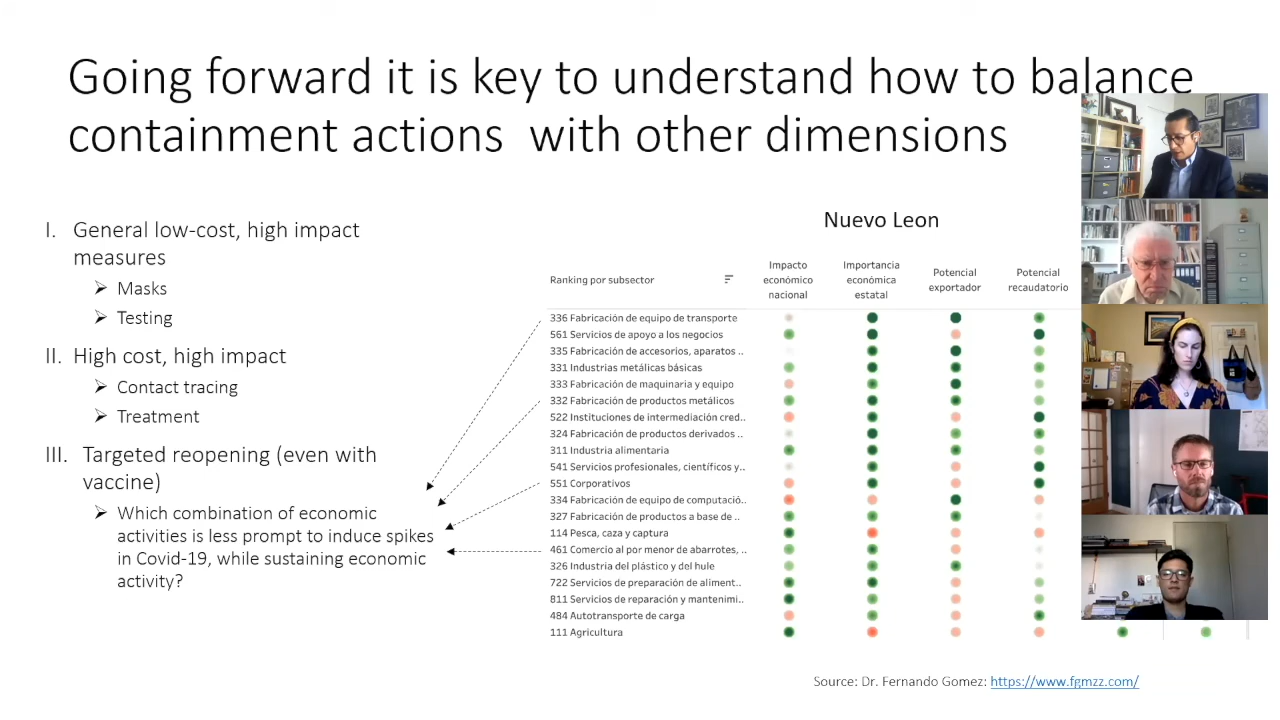 Going forward it is key to understand how to balance
containment actions with other dimensions
I. General low-cost, high impact
measures
Masks
Testing
II. High cost, high impact
Contact tracing
Treatment
III. Targeted reopening (even with
vaccine)
Which combination of economic
activities is less prompt to induce spikes
in Covid-19, while sustaining economic
activity?
Nuevo Leon
Ranking por subsector
Impacto
económico
nacional
Importancia
económica
estatal
Potencial
exportador
Potencial
recaudatorio
336 Fabricación de equipo de transporte
561 Servicios de apoyo a los negocios
335 Fabricación de accesorios, aparatos ..
331 Industrias metálicas básicas
333 Fabricación de maquinaria y equipo
332 Fabricación de productos metálicos
522 Instituciones de intermediación cred..
324 Fabricación de productos derivados ..
311 Industria alimentaria
541 Servicios profesionales, científicos y..
551 Corporativos
334 Fabricación de equipo de computació..
327 Fabricación de productos a base de ..
114 Pesca, caza y captura
461 Comercio al por menor de abarrotes, ..
326 Industria del plástico y del hule
722 Servicios de preparación de aliment..
811 Servicios de reparación y mantenimi..
484 Autotransporte de carga
111 Agricultura
Source: Dr. Fernando Gomez: https://www.fgmzz.com/